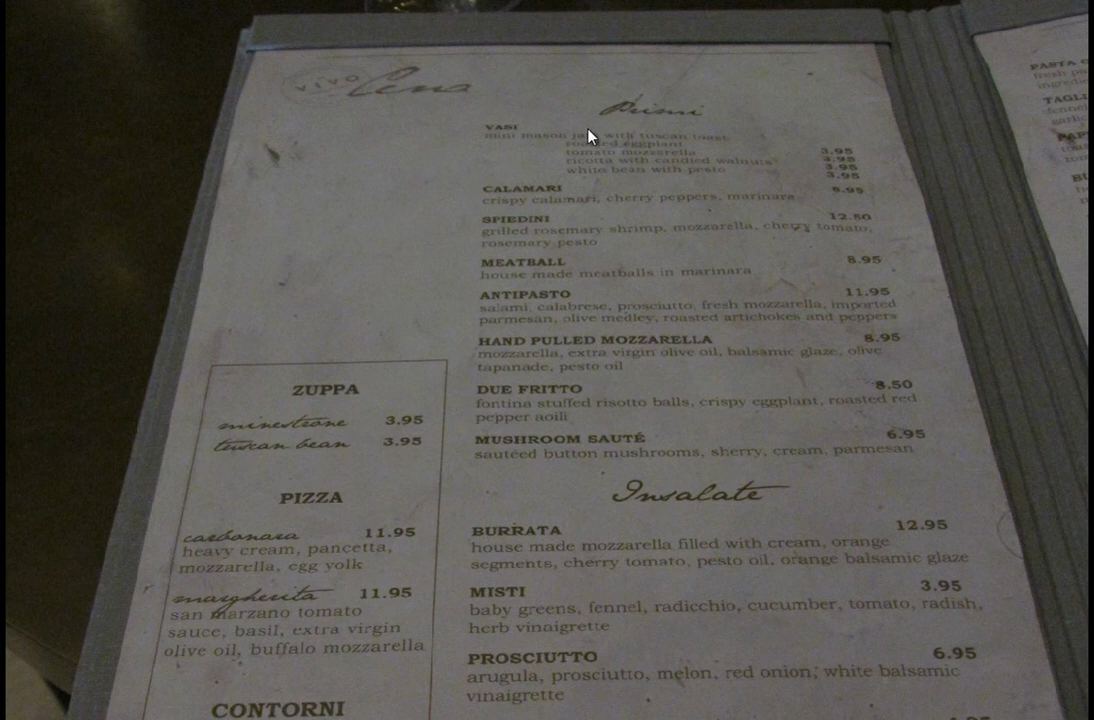 VIVO Cena
Primi
VASI
mini mason jars with tuscan toast
roasted eggplant 3.95
tomato mozzarella 3.95
ricotta with candied walnuts 3.95
white bean with pesto 3.95
CALAMARI 8.95
crispy calamari, cherry peppers, marinara
SPIEDINI 12.50
grilled rosemary shrimp, mozzarella, cherry tomato,
rosemary pesto
MEATBALL 8.95
house made meatballs in marinara
ANTIPASTO 11.95
salami, calabrese, prosciutto, fresh mozzarella, imported
parmesan, olive medley, roasted artichokes and peppers
HAND PULLED MOZZARELLA 8.95
mozzarella, extra virgin olive oil, balsamic glaze, olive
tapanade, pesto oil
DUE FRITTO 8.50
fontina stuffed risotto balls, crispy eggplant, roasted red
pepper aoili
MUSHROOM SAUTÉ 6.95
sautéed button mushrooms, sherry, cream, parmesan
Insalate
BURRATA 12.95
house made mozzarella filled with cream, orange
segments, cherry tomato, pesto oil, orange balsamic glaze
MISTI 3.95
baby greens, fennel, radicchio, cucumber, tomato, radish,
herb vinaigrette
PROSCIUTTO 6.95
arugula, prosciutto, melon, red onion, white balsamic
vinaigrette
ZUPPA
minestrone 3.95
tuscan bean 3.95
PIZZA
carbonara 11.95
heavy cream, pancetta,
mozzarella, egg yolk
margherita 11.95
san marzano tomato
sauce, basil, extra virgin
olive oil, buffalo mozzarella
CONTORNI
PASTA
fresh
TAGL
fennel
garlic